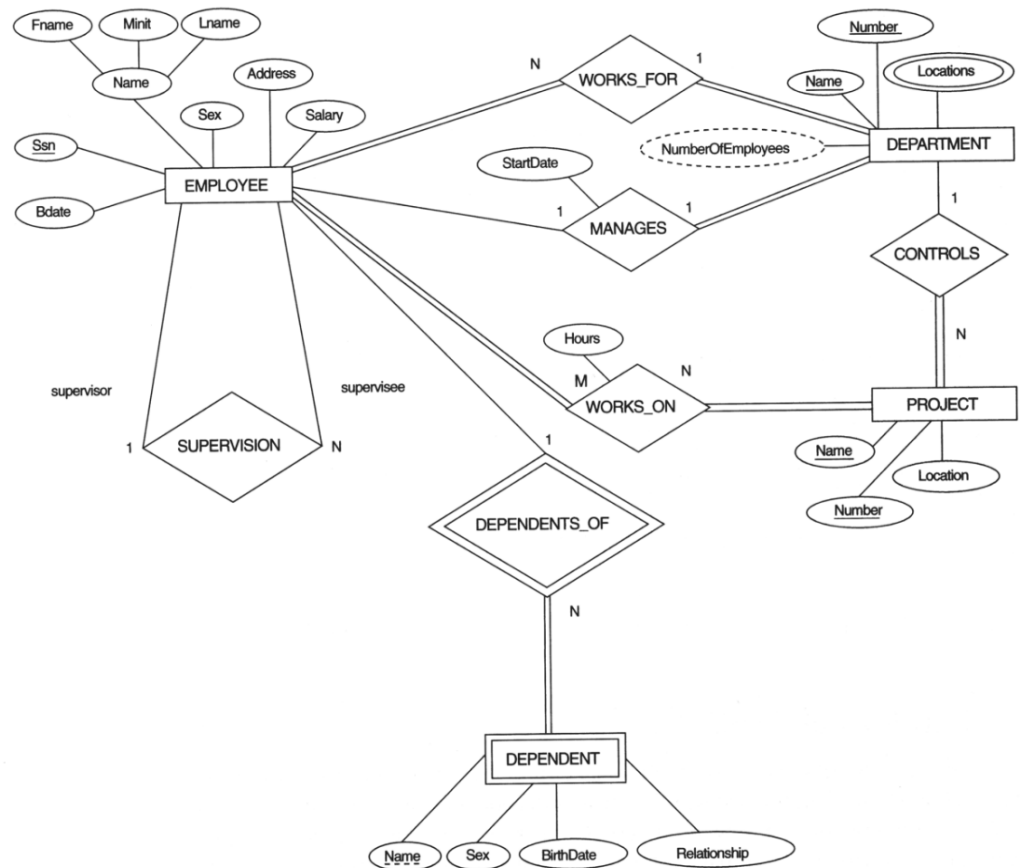 Fname
Minit
Lname
Name
Address
Sex
Salary
Ssn
Bdate
EMPLOYEE
N
WORKS_FOR
1
Number
Name
Locations
NumberOfEmployees
DEPARTMENT
StartDate
1
MANAGES
1
1
CONTROLS
N
supervisor
supervisee
1
SUPERVISION
N
Hours
M
WORKS_ON
N
PROJECT
Name
Number
Location
1
DEPENDENTS_OF
N
DEPENDENT
Name
Sex
BirthDate
Relationship